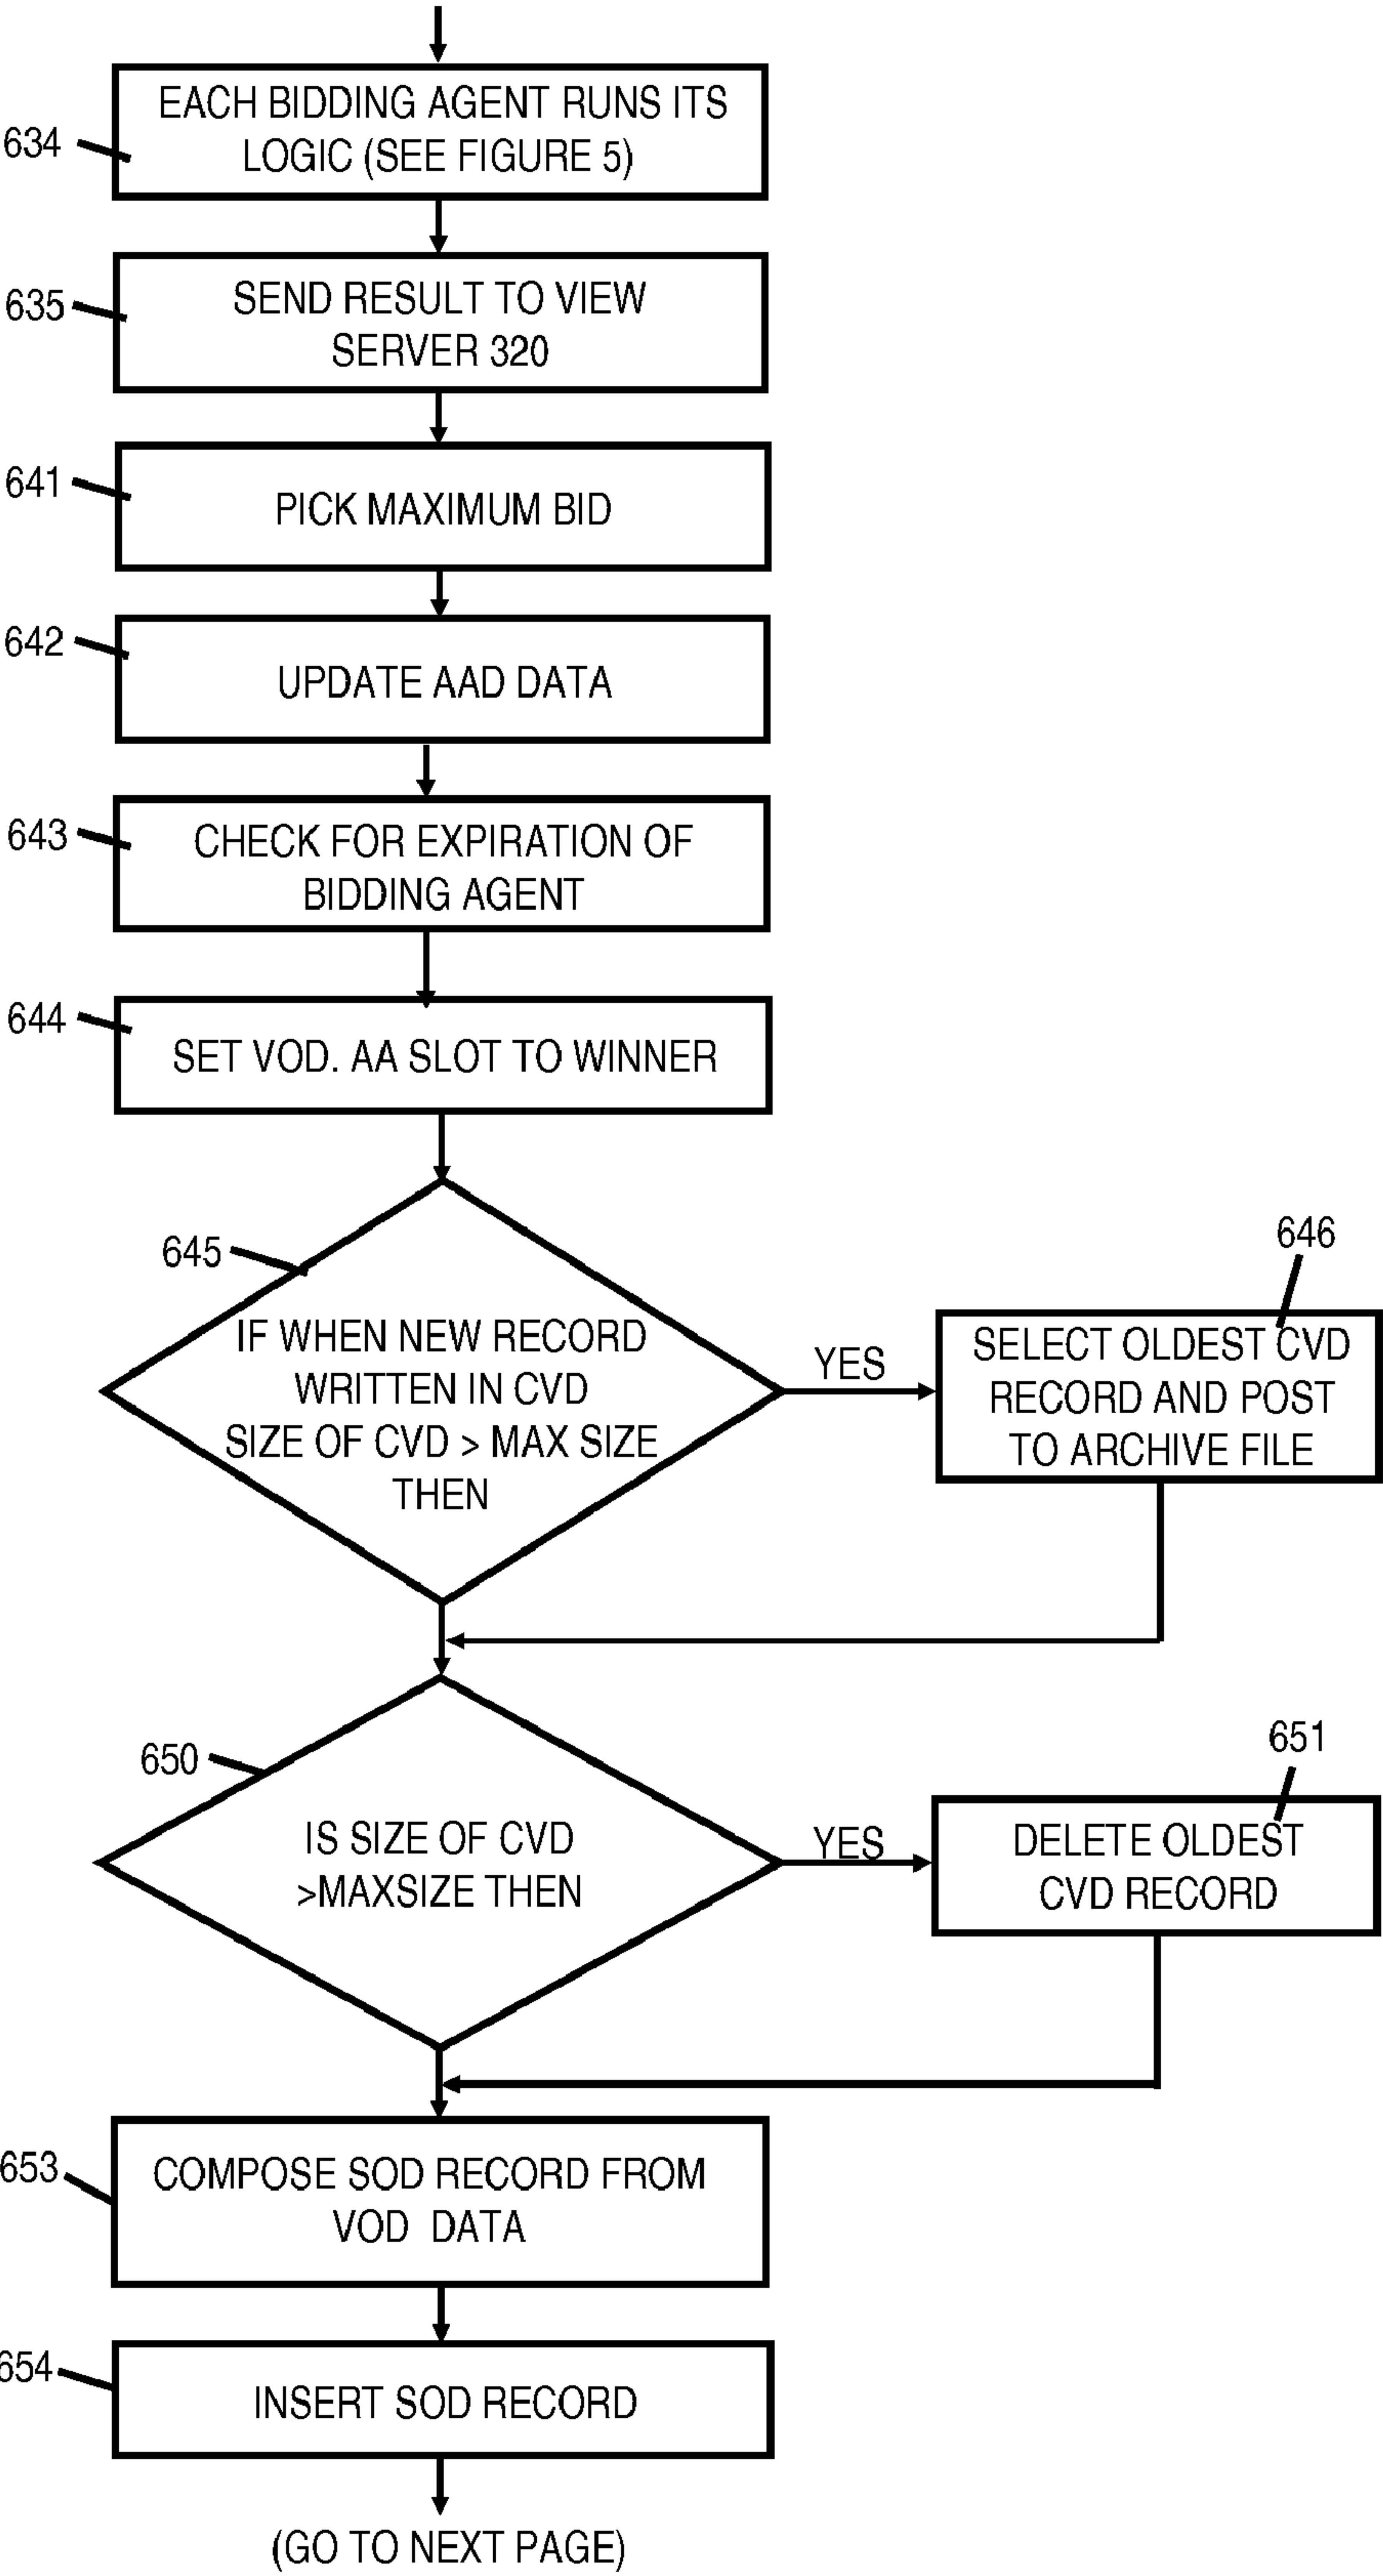 634
EACH BIDDING AGENT RUNS ITS
LOGIC (SEE FIGURE 5)
635
SEND RESULT TO VIEW
SERVER 320
641
PICK MAXIMUM BID
642
UPDATE AAD DATA
643
CHECK FOR EXPIRATION OF
BIDDING AGENT
644
SET VOD. AA SLOT TO WINNER
645
IF WHEN NEW RECORD
WRITTEN IN CVD
SIZE OF CVD > MAX SIZE
THEN
YES
646
SELECT OLDEST CVD
RECORD AND POST
TO ARCHIVE FILE
650
IS SIZE OF CVD
>MAXSIZE THEN
YES
651
DELETE OLDEST
CVD RECORD
653
COMPOSE SOD RECORD FROM
VOD DATA
654
INSERT SOD RECORD
(GO TO NEXT PAGE)